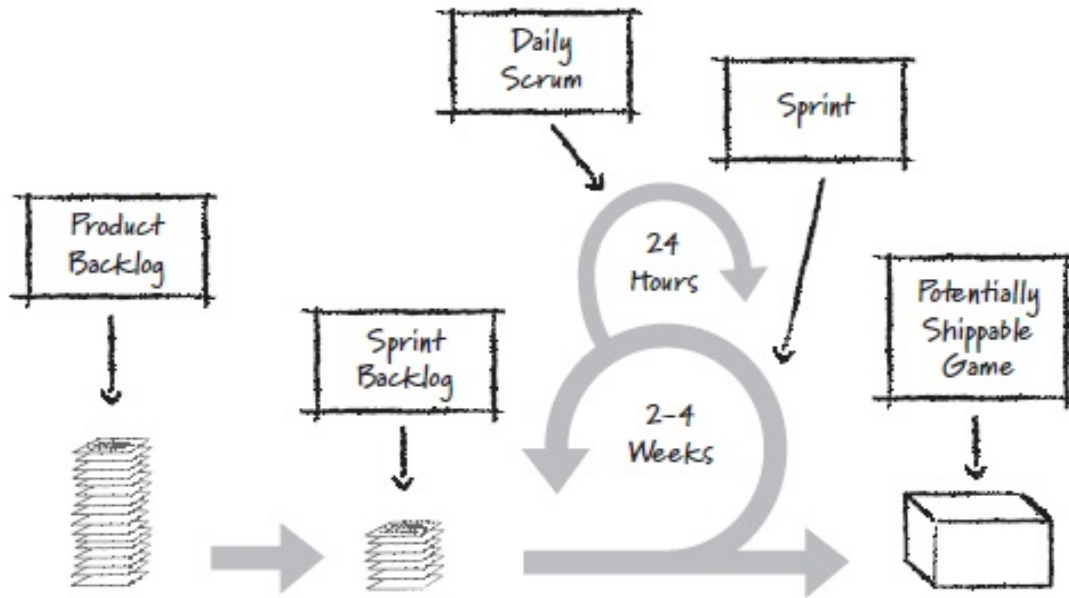 Daily
Scrum
Sprint
Product
Backlog
24
Hours
Potentially
Shippable
Game
Sprint
Backlog
2-4
Weeks